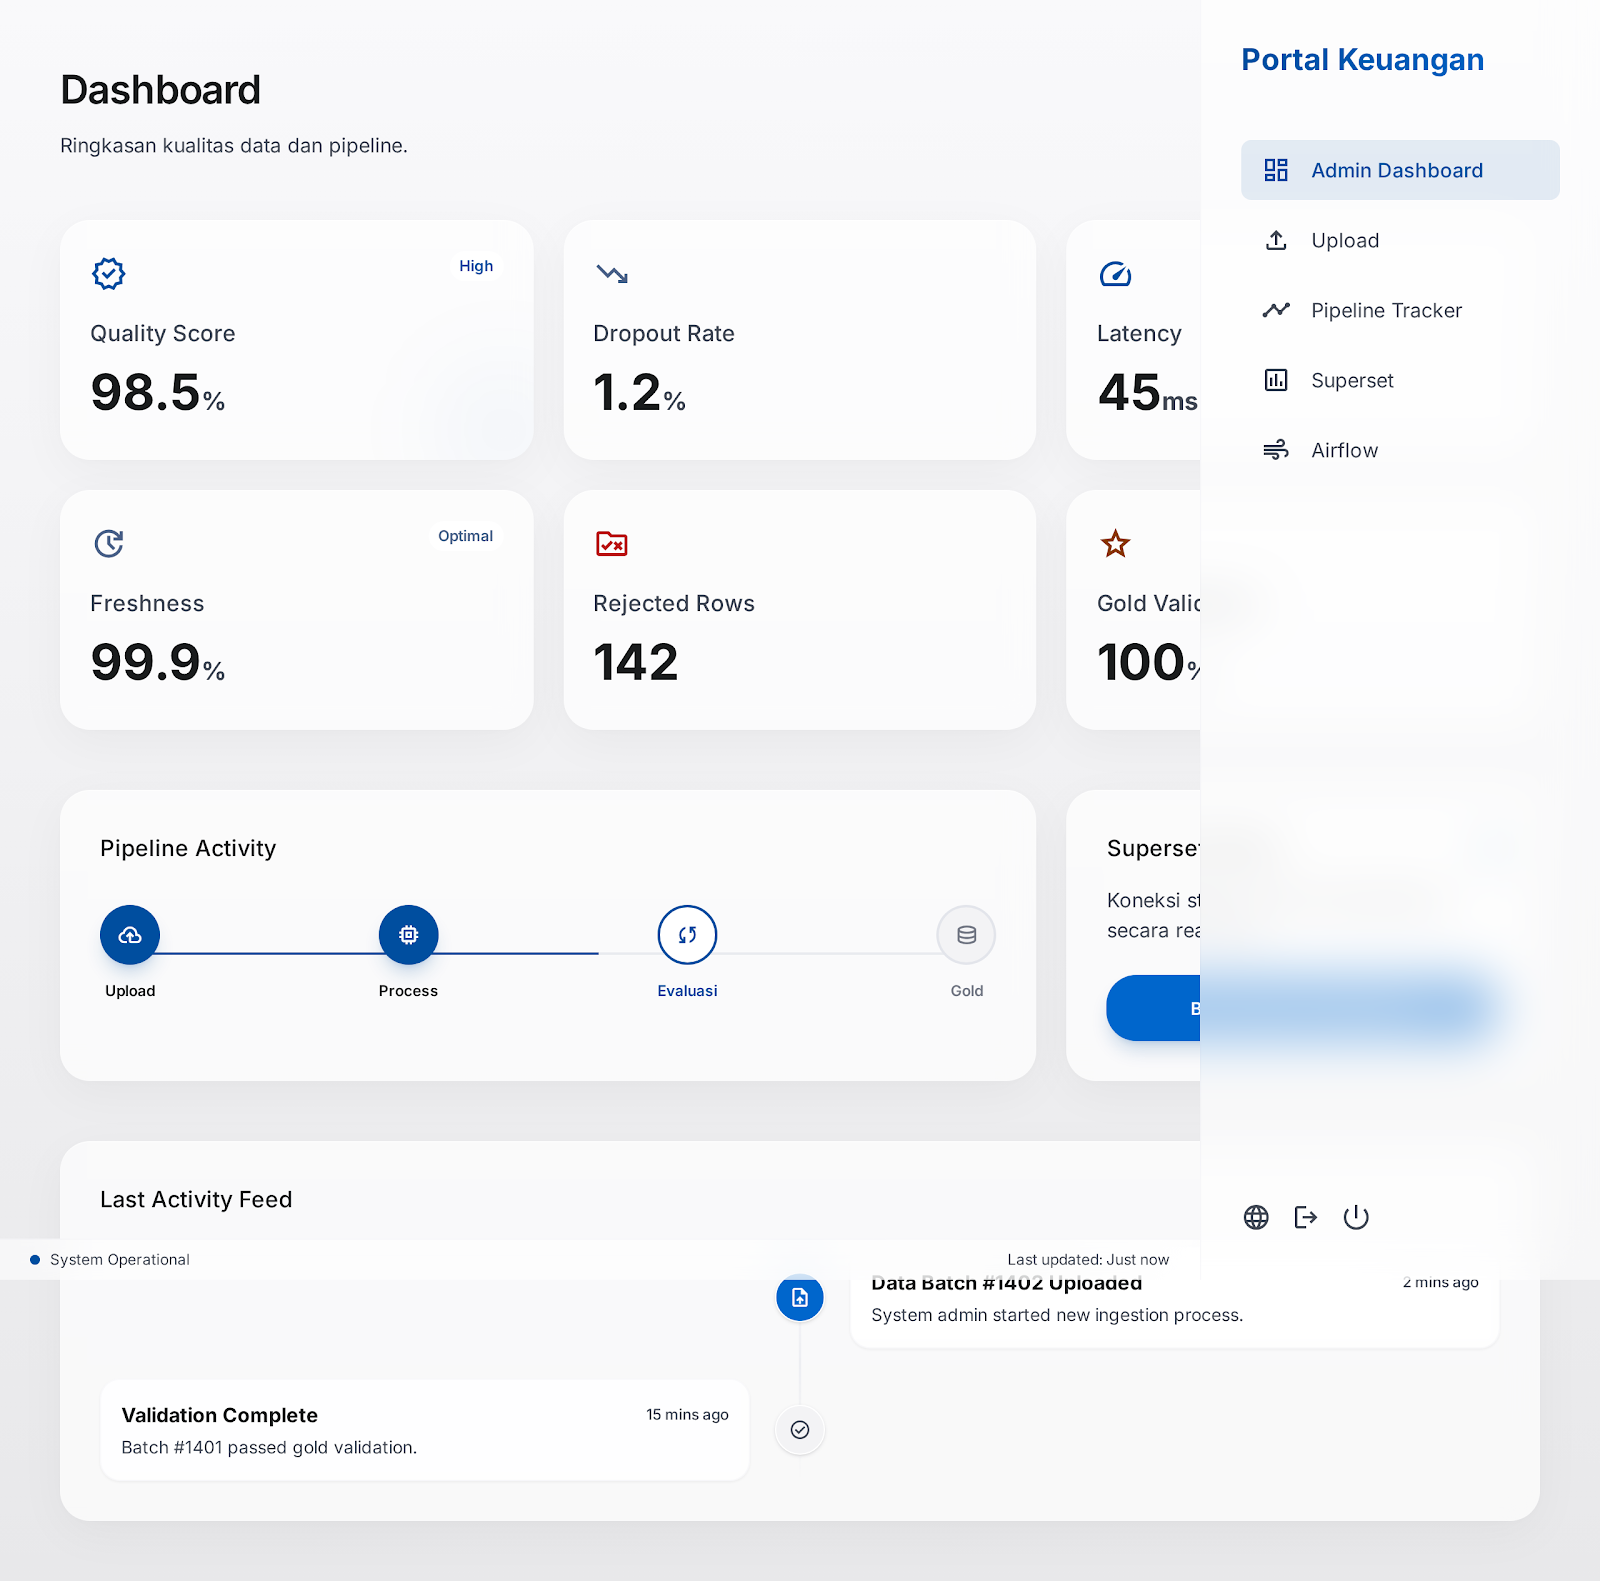 Dashboard
Ringkasan kualitas data dan pipeline.
High
Quality Score
98.5%
Dropout Rate
1.2%
Latency
45ms
Optimal
Freshness
99.9%
Rejected Rows
142
Gold
100%
Pipeline Activity
Upload
Process
Evaluasi
Gold
Koneksi
secara
Last Activity Feed
System Operational
Last updated: Just now
Data Batch #1402 Uploaded
2 mins ago
System admin started new ingestion process.
Validation Complete
15 mins ago
Batch #1401 passed gold validation.
Portal Keuangan
Admin Dashboard
Upload
Pipeline Tracker
Superset
Airflow